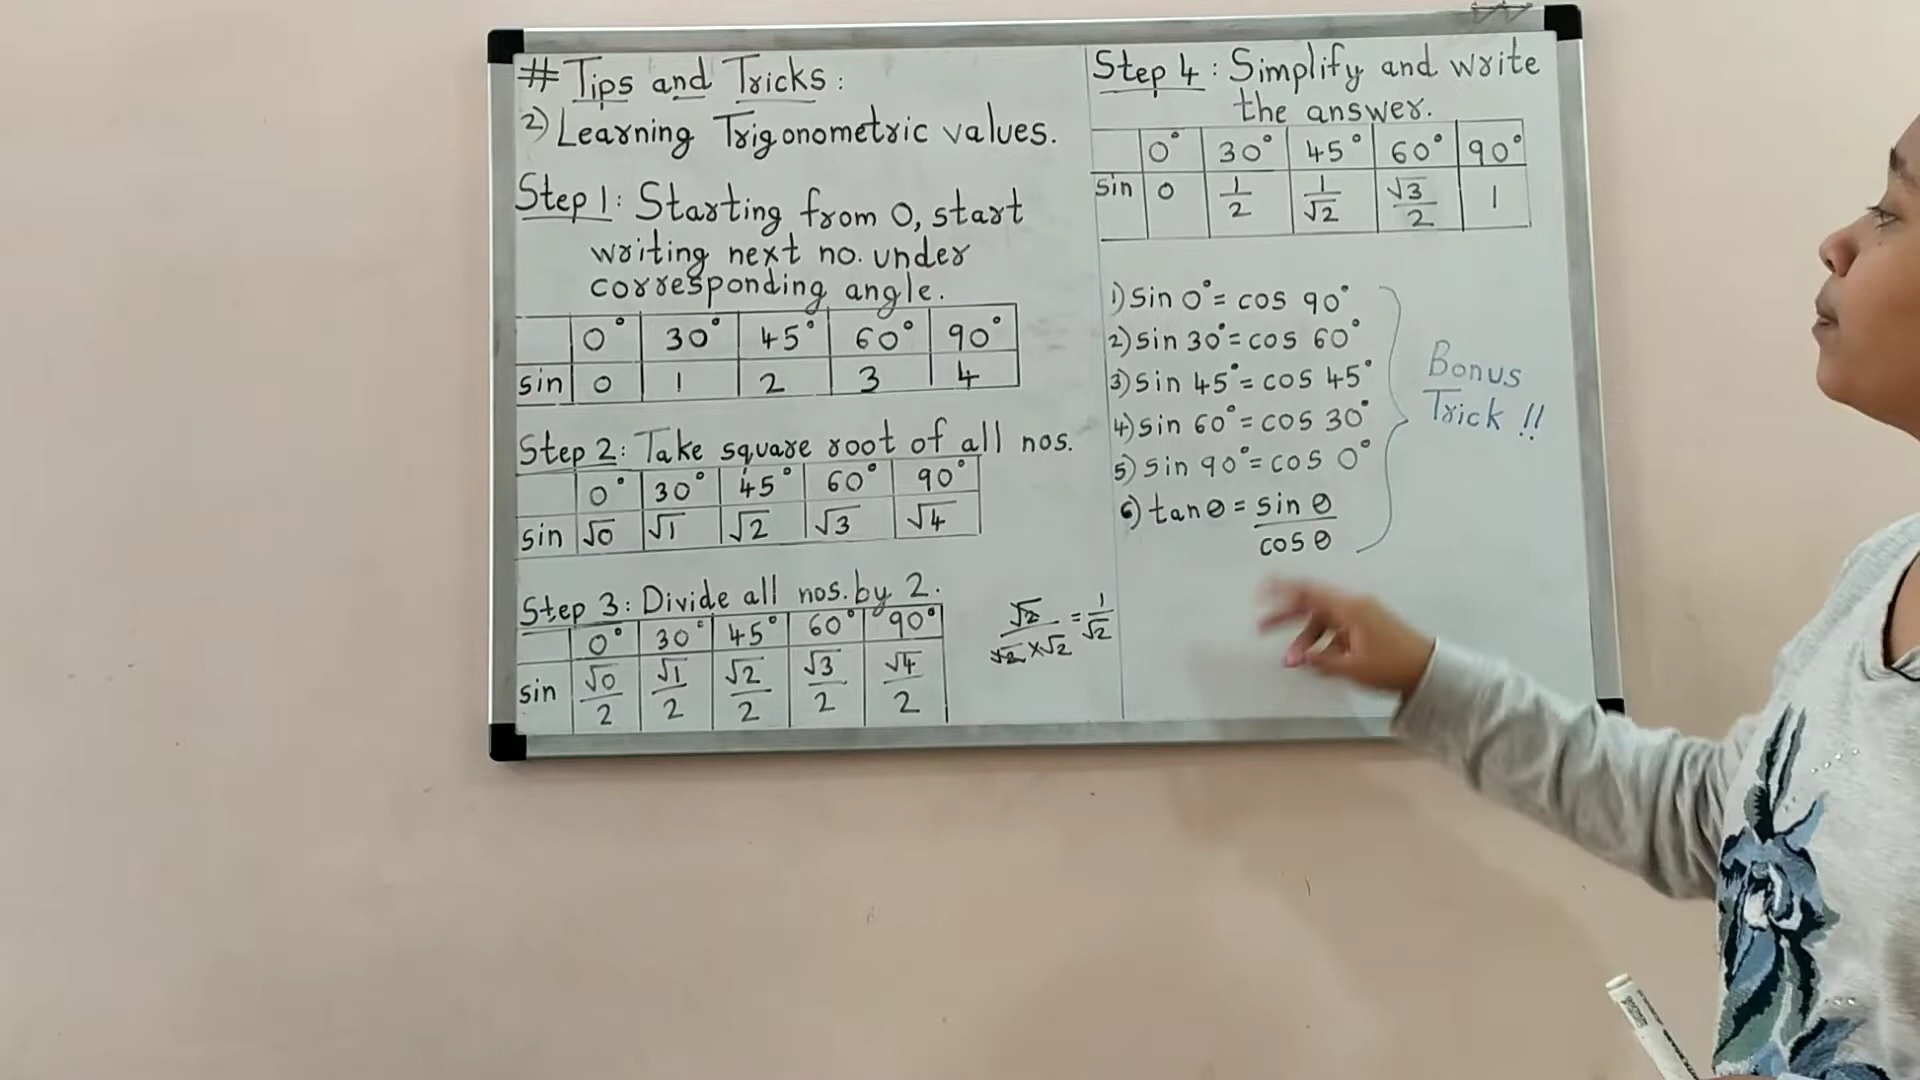 # Tips and Tricks:
2) Learning Trigonometric values.
Step 1: Starting from 0, start
writing next no. under
corresponding angle.
0° 30° 45° 60° 90°
sin 0 1 2 3 4
Step 2: Take square root of all nos.
0° 30° 45° 60° 90°
sin √0 √1 √2 √3 √4
Step 3: Divide all nos. by 2.
0° 30° 45° 60° 90°
sin √0/2 √1/2 √2/2 √3/2 √4/2
√2/(√2×√2) = 1/√2
Step 4: Simplify and write
the answer.
0° 30° 45° 60° 90°
sin 0 1/2 1/√2 √3/2 1
1) sin 0° = cos 90°
2) sin 30° = cos 60°
3) sin 45° = cos 45°
4) sin 60° = cos 30°
5) sin 90° = cos 0°
6) tan θ = sin θ/cos θ
Bonus
Trick !!